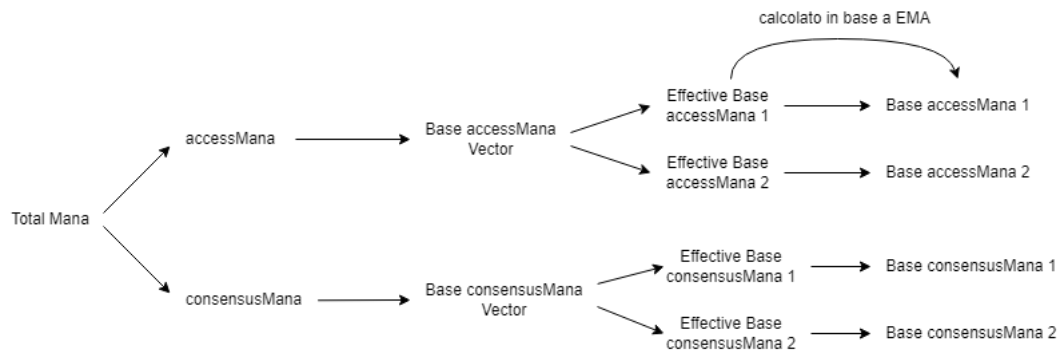 calcolato in base a EMA
Effective Base
accessMana 1
Base accessMana 1
accessMana
Base accessMana
Vector
Effective Base
accessMana 2
Base accessMana 2
Total Mana
Effective Base
consensusMana 1
Base consensusMana 1
consensusMana
Base consensusMana
Vector
Effective Base
consensusMana 2
Base consensusMana 2